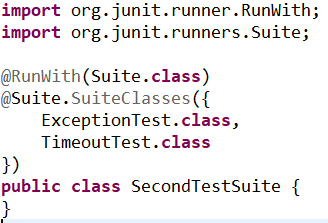 import org.junit.runner.RunWith;
import org.junit.runners.Suite;
@RunWith(Suite.class)
@Suite.SuiteClasses({
    ExceptionTest.class,
    TimeoutTest.class
})
public class SecondTestSuite {
}